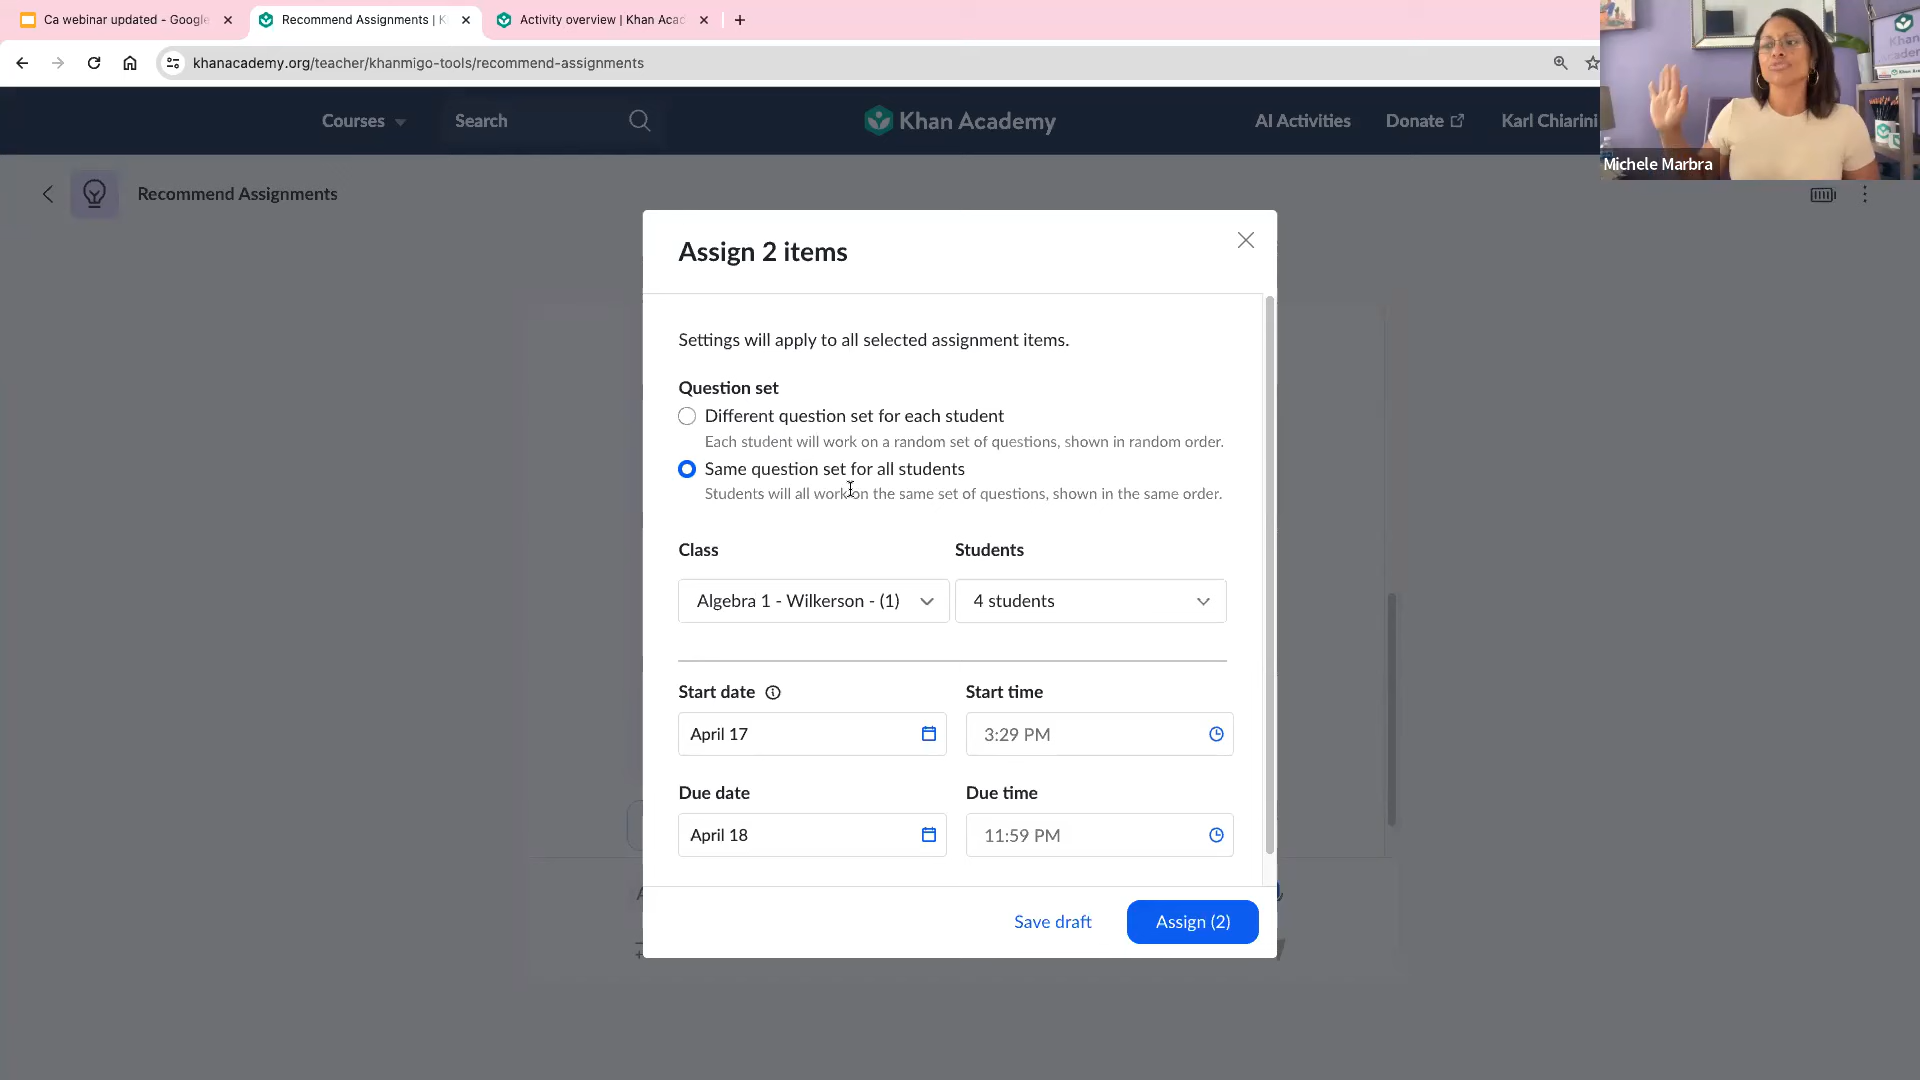 Ca webinar updated - Google
Recommend Assignments | K
Activity overview | Khan Acad
khanacademy.org/teacher/khanmigo-tools/recommend-assignments
Courses
Search
Khan Academy
AI Activities
Donate
Karl Chiarini
Michele Marbra
Recommend Assignments
Assign 2 items
Settings will apply to all selected assignment items.
Question set
Different question set for each student
Each student will work on a random set of questions, shown in random order.
Same question set for all students
Students will all work on the same set of questions, shown in the same order.
Class
Students
Algebra 1 - Wilkerson - (1)
4 students
Start date
Start time
April 17
3:29 PM
Due date
Due time
April 18
11:59 PM
Save draft
Assign (2)